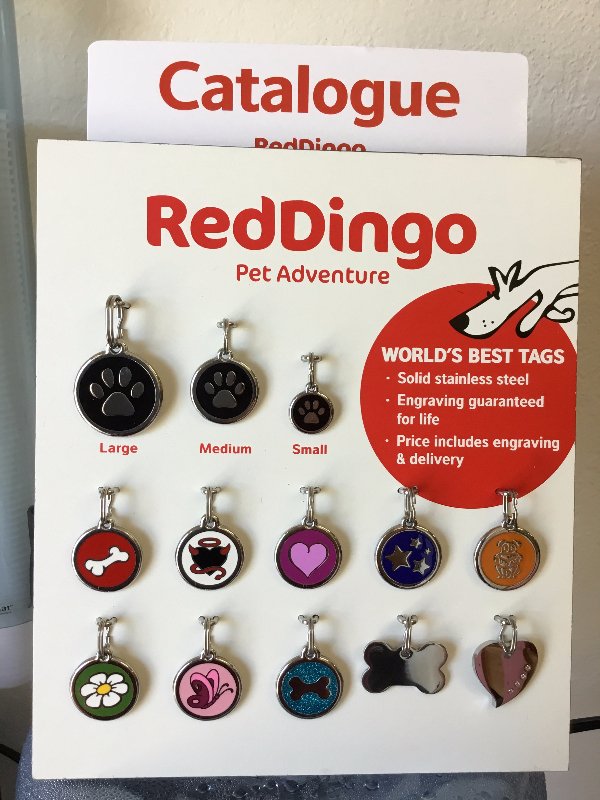 Catalogue
RedDingo
RedDingo
Pet Adventure
WORLD'S BEST TAGS
· Solid stainless steel
· Engraving guaranteed
for life
· Price includes engraving
& delivery
Large
Medium
Small